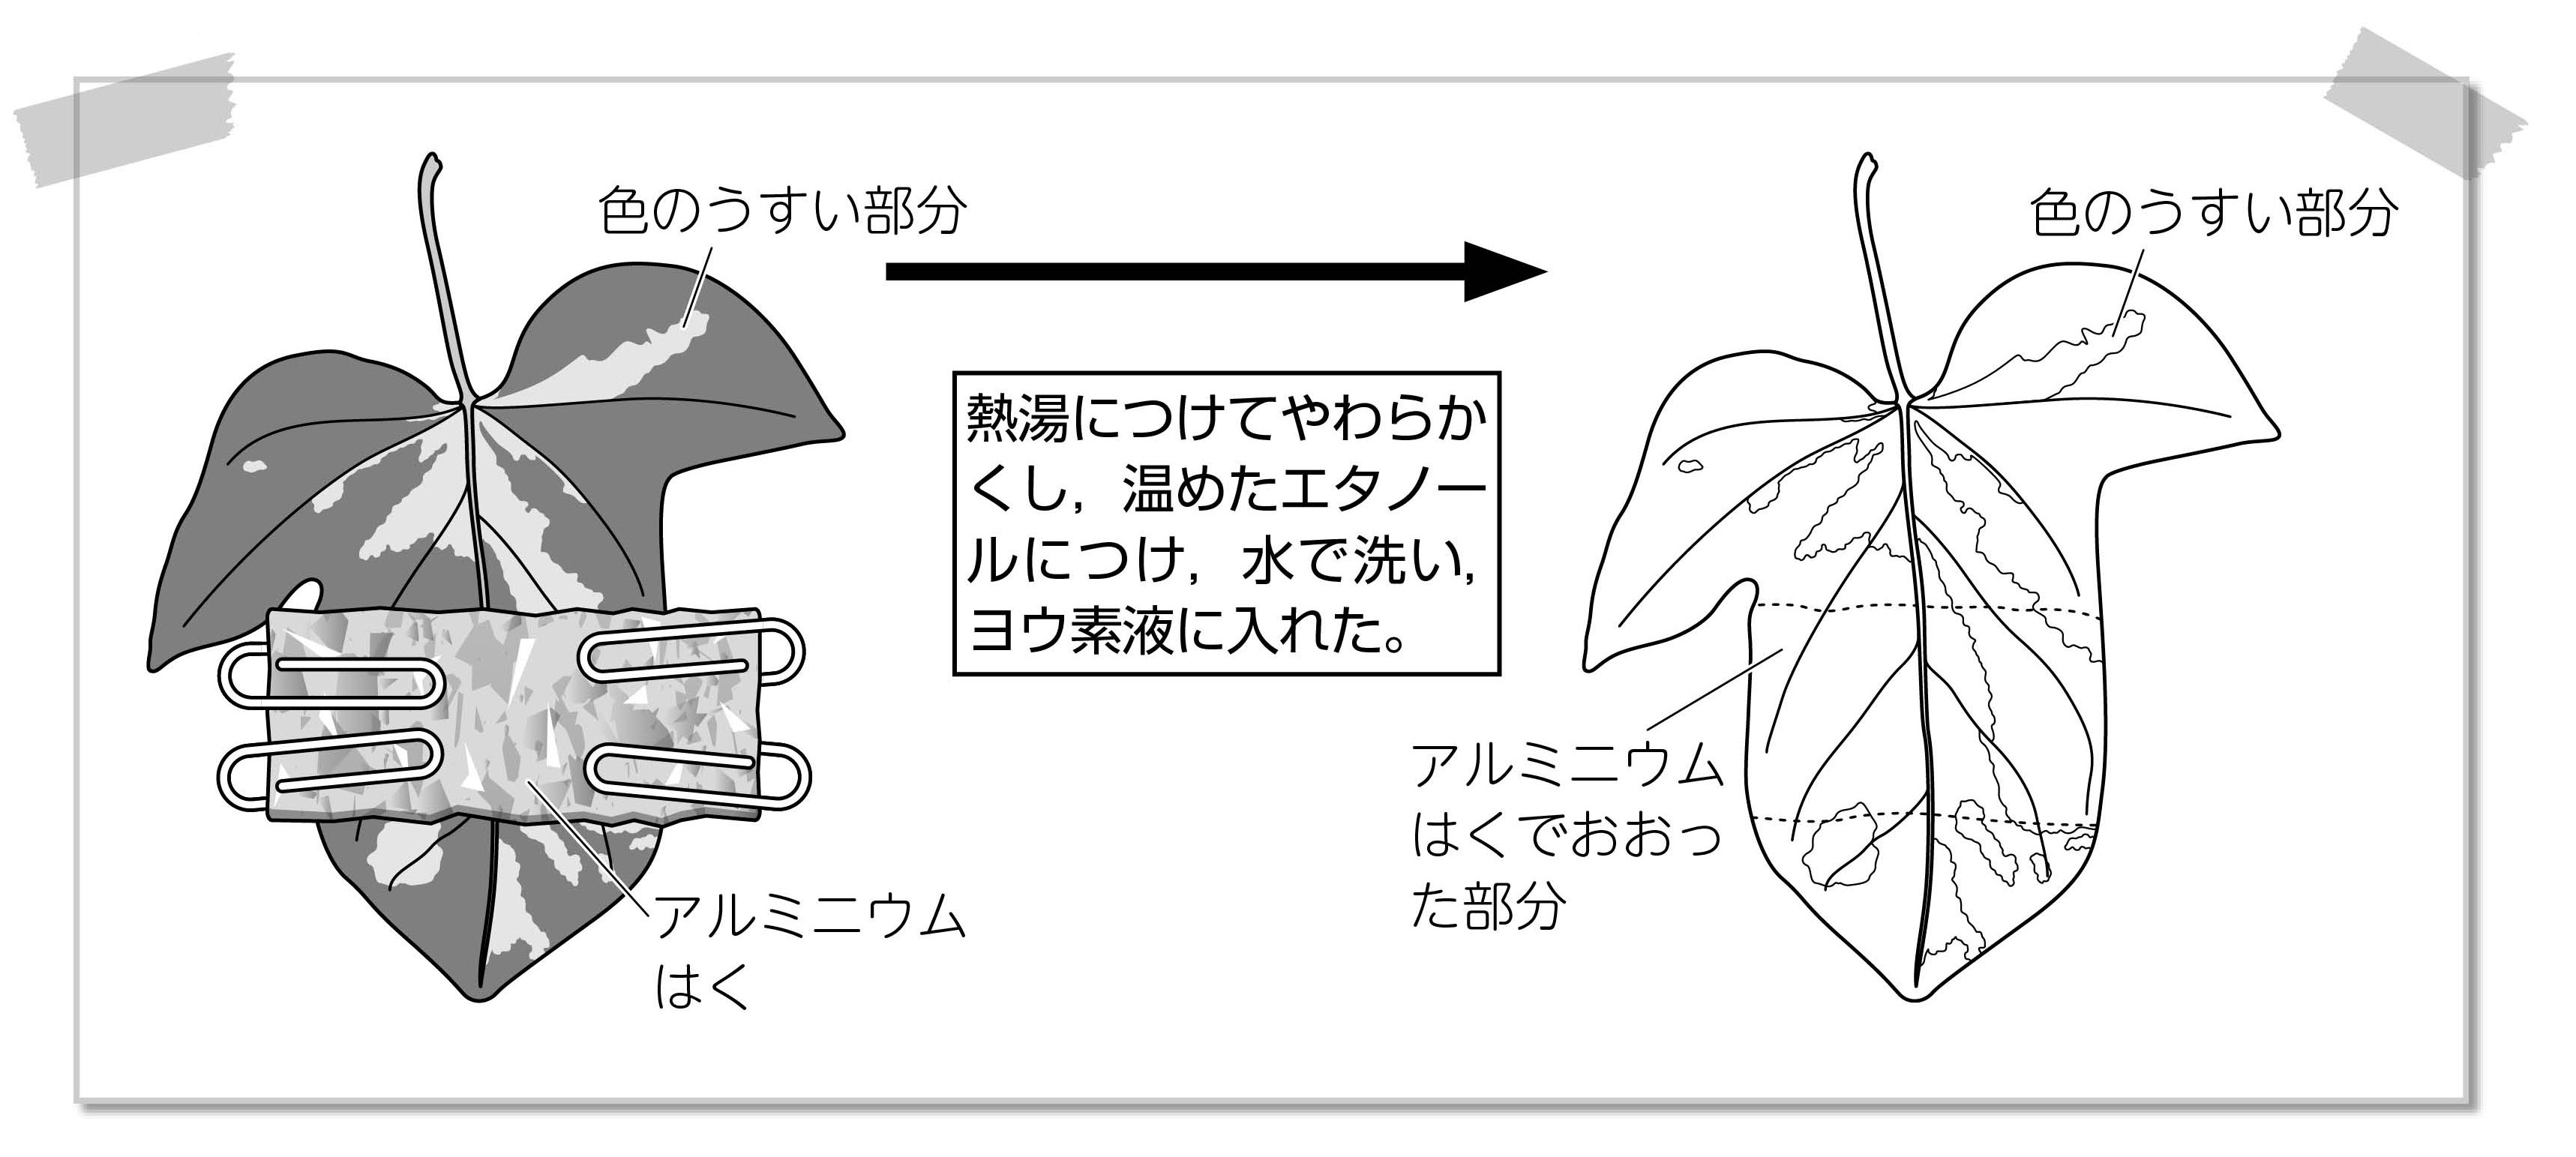 色のうすい部分
アルミニウム
はく
熱湯につけてやわらか
くし，温めたエタノー
ルにつけ，水で洗い，
ヨウ素液に入れた。
色のうすい部分
アルミニウム
はくでおおっ
た部分